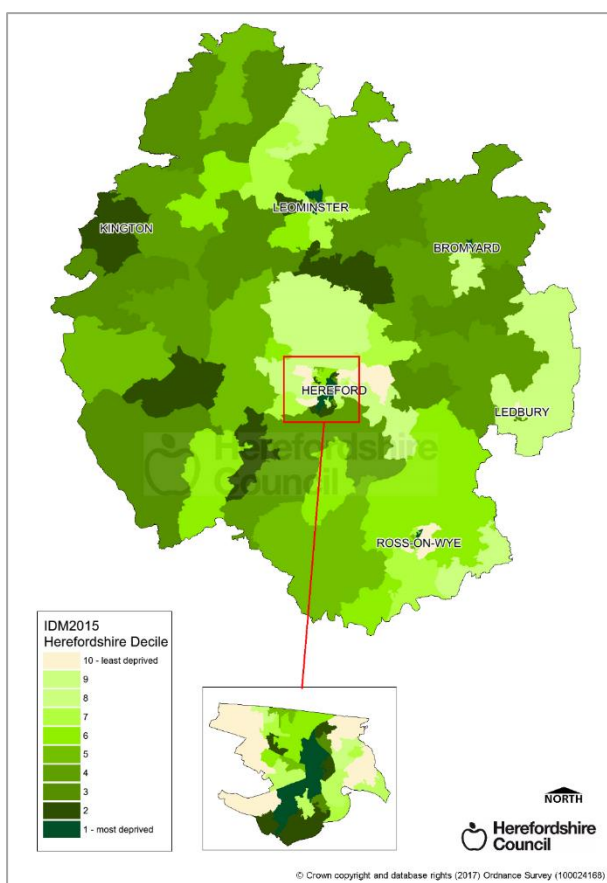 LEOMINSTER
KINGTON
BROMYARD
HEREFORD
LEDBURY
Herefordshire
Council
ROSS-ON-WYE
IDM2015
Herefordshire Decile
10 - least deprived
9
8
7
6
5
4
3
2
1 - most deprived
NORTH
Herefordshire
Council
© Crown copyright and database rights (2017) Ordnance Survey (100024168)